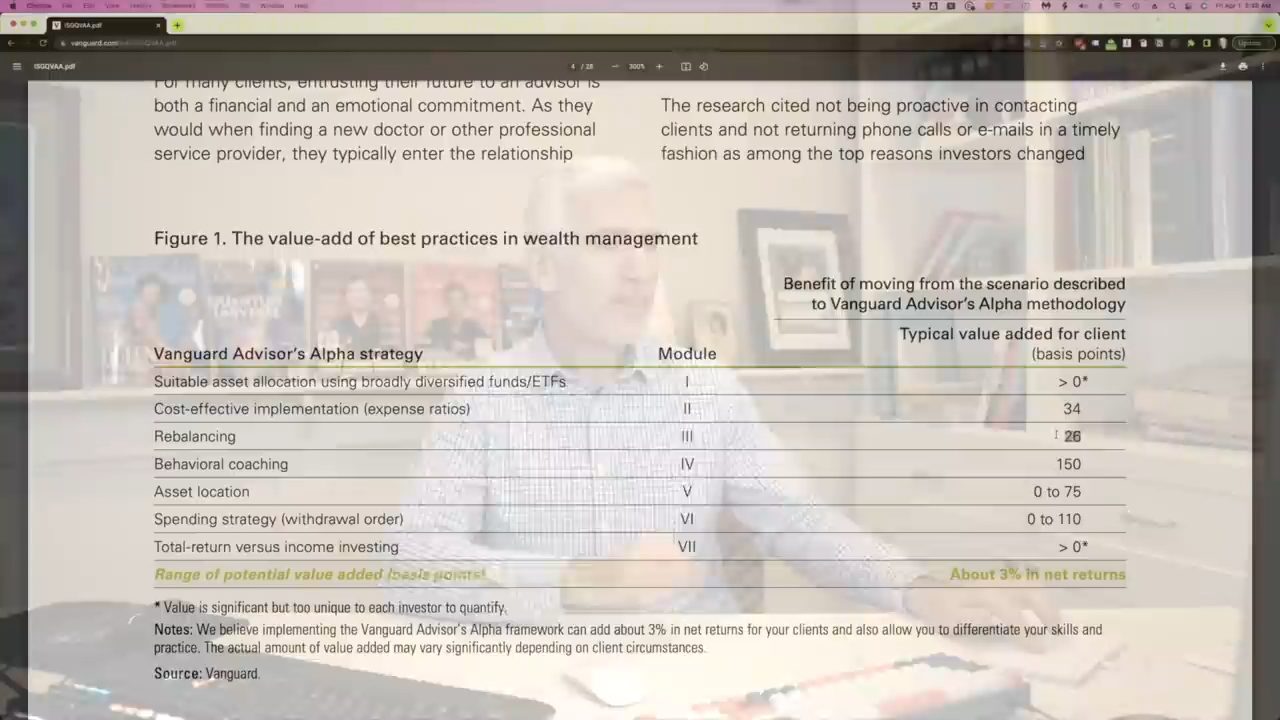 ISGQVAA.pdf
vanguard.com
ISGQVAA.pdf
4 / 28
300%
For many clients, entrusting their future to an advisor is
both a financial and an emotional commitment. As they
would when finding a new doctor or other professional
service provider, they typically enter the relationship
The research cited not being proactive in contacting
clients and not returning phone calls or e-mails in a timely
fashion as among the top reasons investors changed
Figure 1. The value-add of best practices in wealth management
Benefit of moving from the scenario described
to Vanguard Advisor's Alpha methodology
Typical value added for client
Vanguard Advisor's Alpha strategy Module (basis points)
Suitable asset allocation using broadly diversified funds/ETFs I > 0*
Cost-effective implementation (expense ratios) II 34
Rebalancing III 26
Behavioral coaching IV 150
Asset location V 0 to 75
Spending strategy (withdrawal order) VI 0 to 110
Total-return versus income investing VII > 0*
Range of potential value added (basis points) About 3% in net returns
* Value is significant but too unique to each investor to quantify.
Notes: We believe implementing the Vanguard Advisor's Alpha framework can add about 3% in net returns for your clients and also allow you to differentiate your skills and
practice. The actual amount of value added may vary significantly depending on client circumstances.
Source: Vanguard.